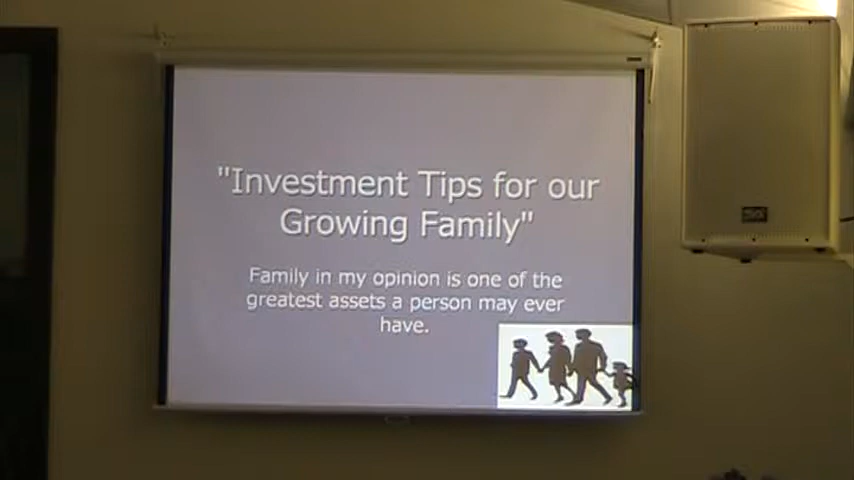 "Investment Tips for our
Growing Family"
Family in my opinion is one of the
greatest assets a person may ever
have.